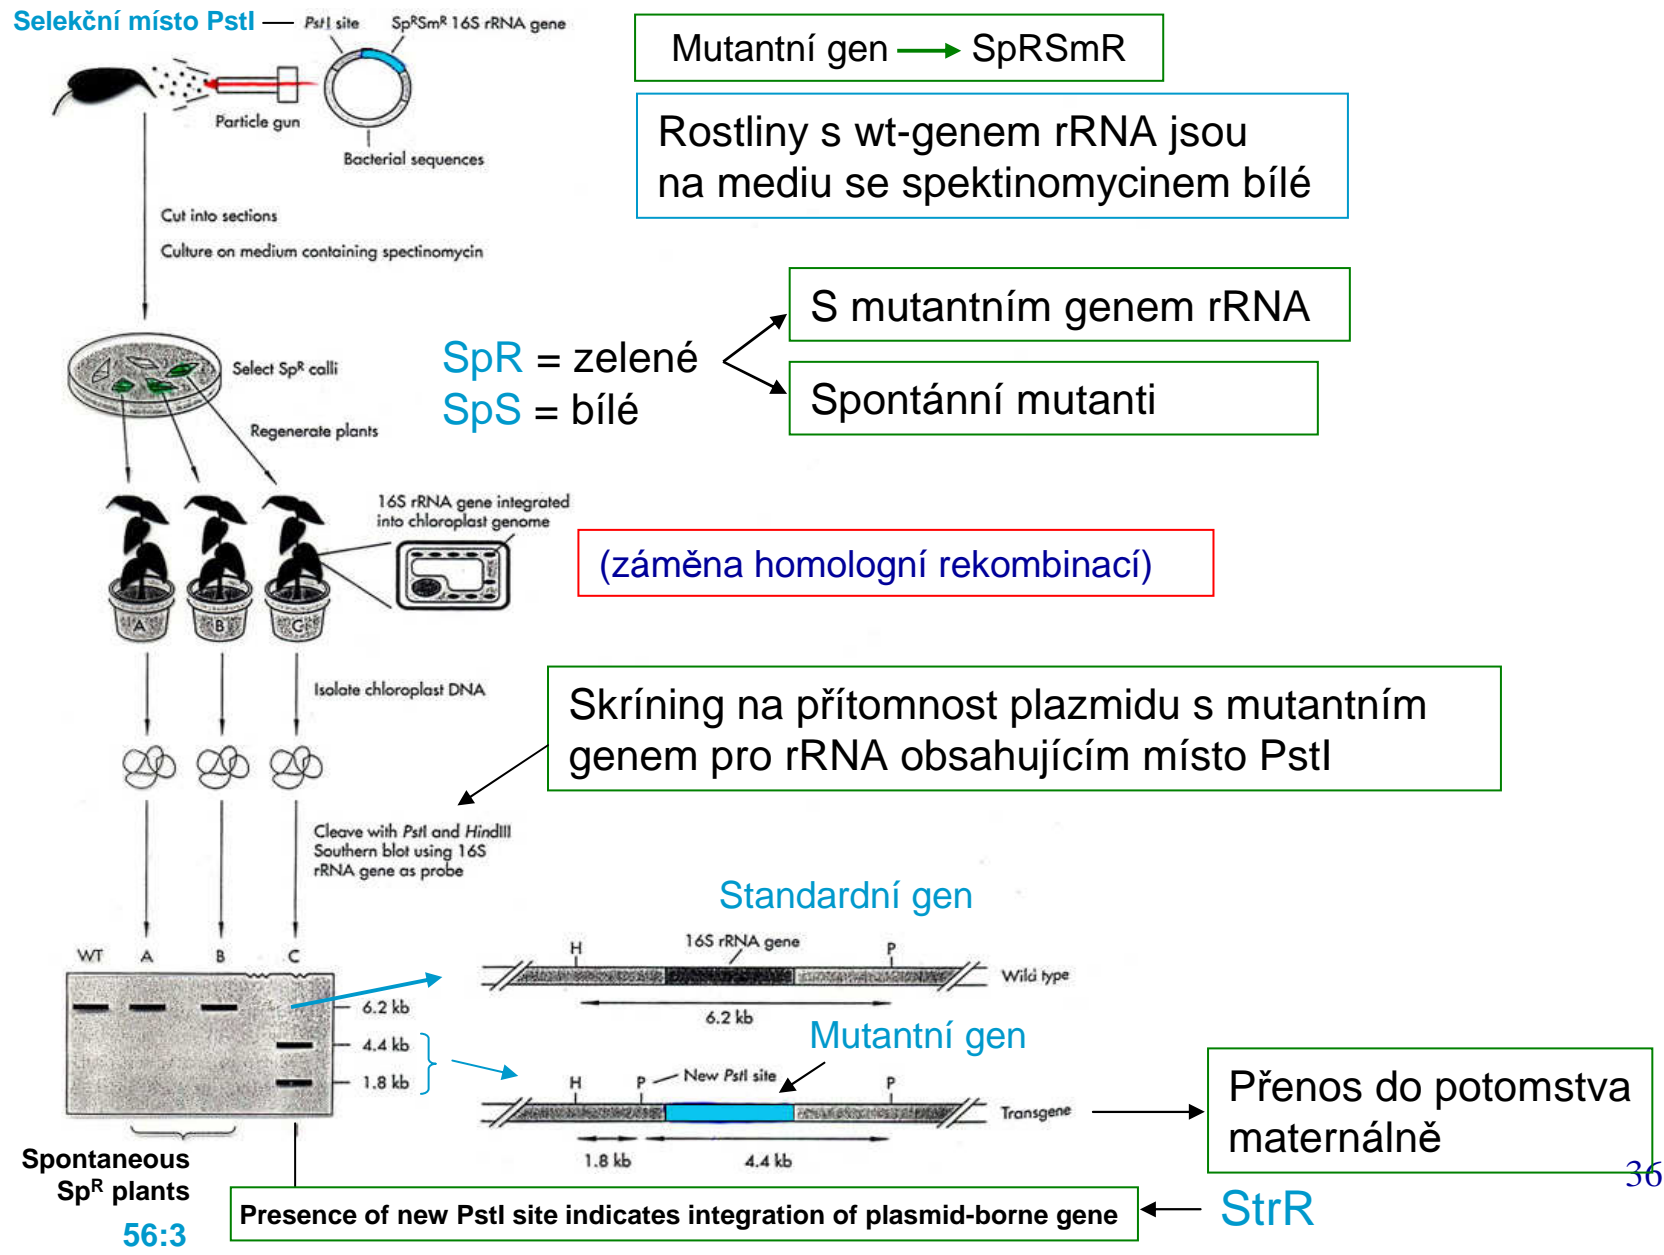 Selekční místo PstI
PstI site
SpRSmR 16S rRNA gene
Mutantní gen
SpRSmR
Particle gun
Bacterial sequences
Rostliny s wt-genem rRNA jsou
na mediu se spektinomycinem bílé
Cut into sections
Culture on medium containing spectinomycin
S mutantním genem rRNA
SpR = zelené
SpS = bílé
Spontánní mutanti
Select SpR calli
Regenerate plants
16S rRNA gene integrated
into chloroplast genome
(záměna homologní rekombinací)
A
B
C
Isolate chloroplast DNA
Skríning na přítomnost plazmidu s mutantním
genem pro rRNA obsahujícím místo PstI
Cleave with PstI and HindIII
Southern blot using 16S
rRNA gene as probe
Standardní gen
WT
A
B
C
H
16S rRNA gene
P
Wild type
6.2 kb
6.2 kb
4.4 kb
1.8 kb
Mutantní gen
H
P
New PstI site
P
Transgene
1.8 kb
4.4 kb
Přenos do potomstva
maternálně
Spontaneous
SpR plants
56:3
Presence of new PstI site indicates integration of plasmid-borne gene
StrR
36